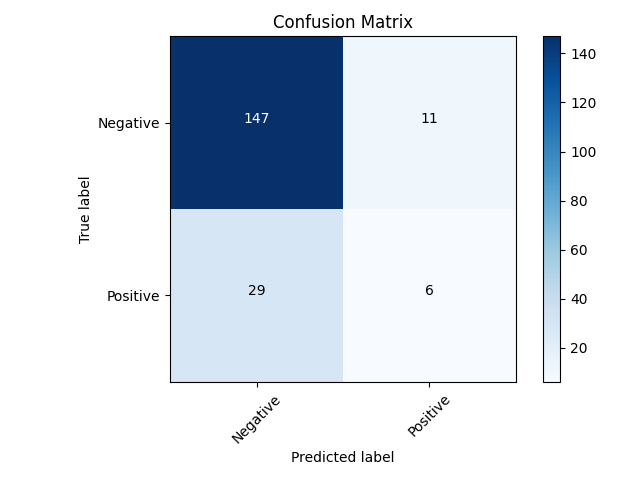 Confusion Matrix
True label
Negative
147
11
Positive
29
6
Negative
Positive
Predicted label
140
120
100
80
60
40
20